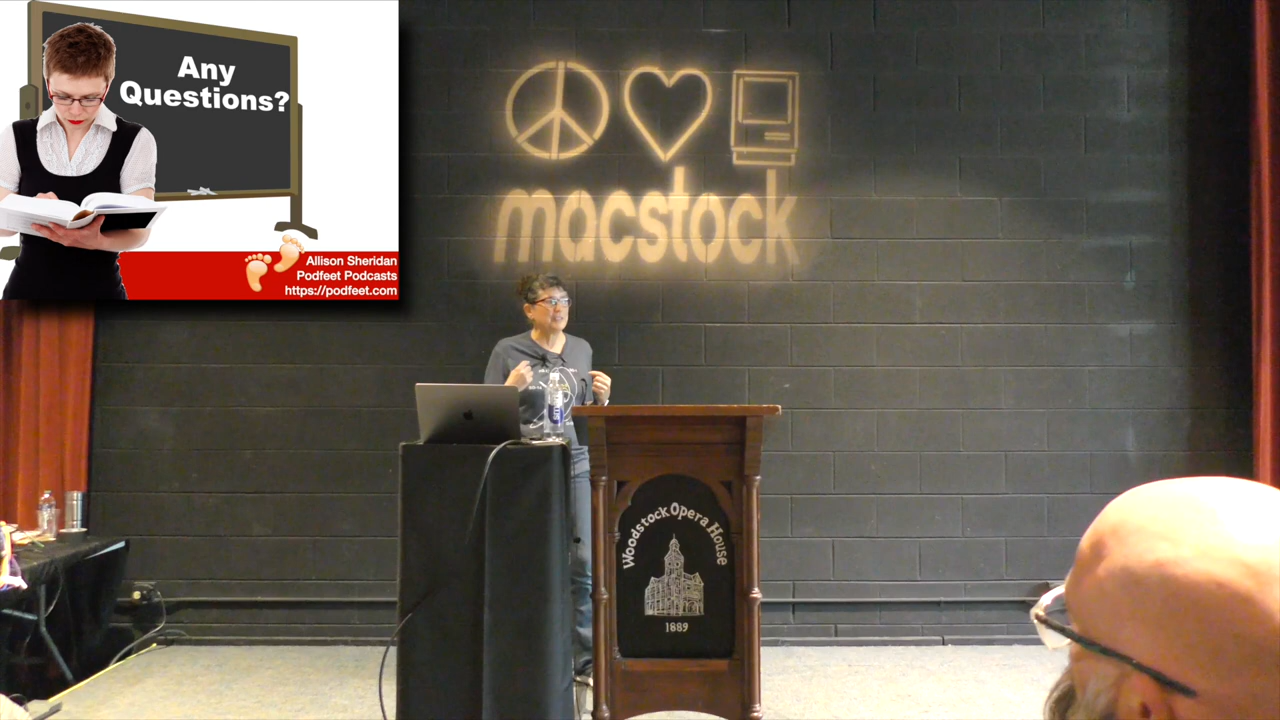 Any
Questions?
Allison Sheridan
Podfeet Podcasts
https://podfeet.com
macstock
Woodstock Opera House
1889